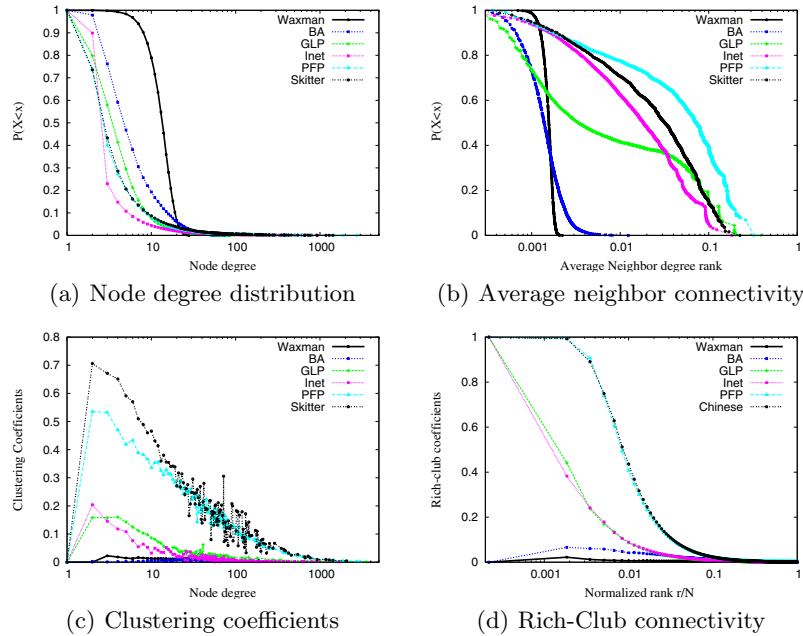 P(X<x)
1
0.9
0.8
0.7
0.6
0.5
0.4
0.3
0.2
0.1
0
1 10 100 1000
Node degree
Waxman
BA
GLP
Inet
PFP
Skitter
(a) Node degree distribution
P(X<x)
1
0.8
0.6
0.4
0.2
0
0.001 0.01 0.1 1
Average Neighbor degree rank
Waxman
BA
GLP
Inet
PFP
Skitter
(b) Average neighbor connectivity
Clustering Coefficients
0.8
0.7
0.6
0.5
0.4
0.3
0.2
0.1
0
1 10 100 1000
Node degree
Waxman
BA
GLP
Inet
PFP
Skitter
(c) Clustering coefficients
Rich-club coefficients
1
0.8
0.6
0.4
0.2
0
0.001 0.01 0.1 1
Normalized rank r/N
Waxman
BA
GLP
Inet
PFP
Chinese
(d) Rich-Club connectivity